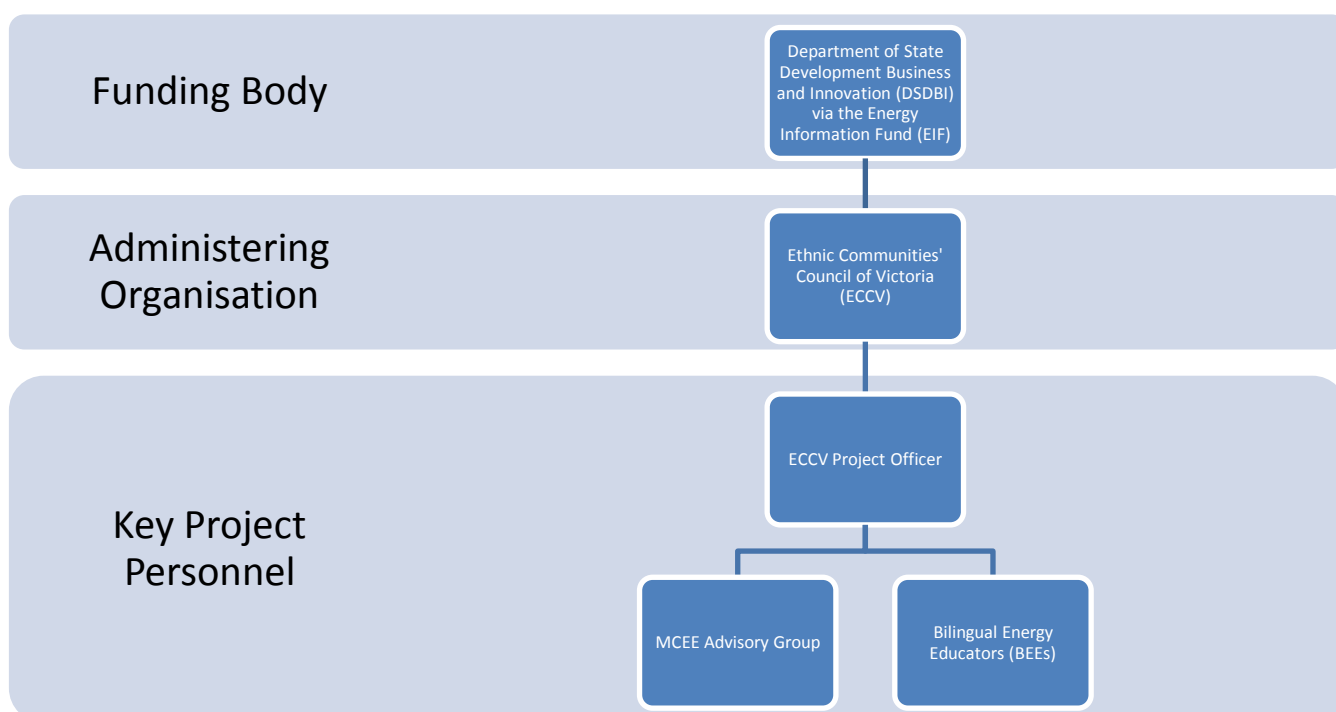 Funding Body
Department of State
Development Business
and Innovation (DSDBI)
via the Energy
Information Fund (EIF)
Administering
Organisation
Ethnic Communities'
Council of Victoria
(ECCV)
Key Project
Personnel
ECCV Project Officer
MCEE Advisory Group
Bilingual Energy
Educators (BEEs)